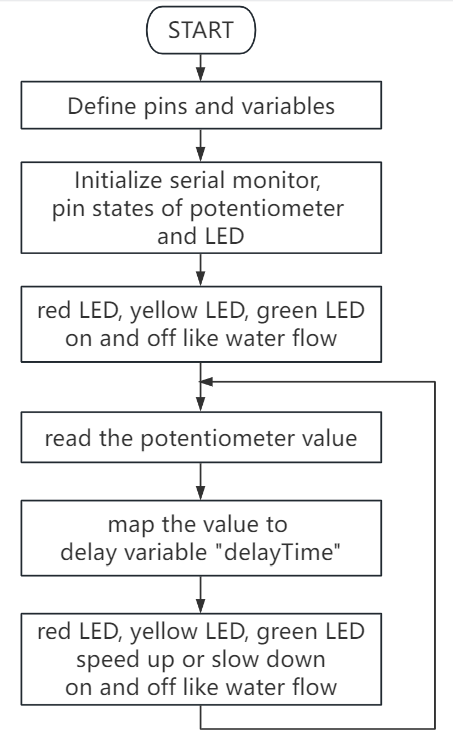 START
Define pins and variables
Initialize serial monitor,
pin states of potentiometer
and LED
red LED, yellow LED, green LED
on and off like water flow
read the potentiometer value
map the value to
delay variable "delayTime"
red LED, yellow LED, green LED
speed up or slow down
on and off like water flow